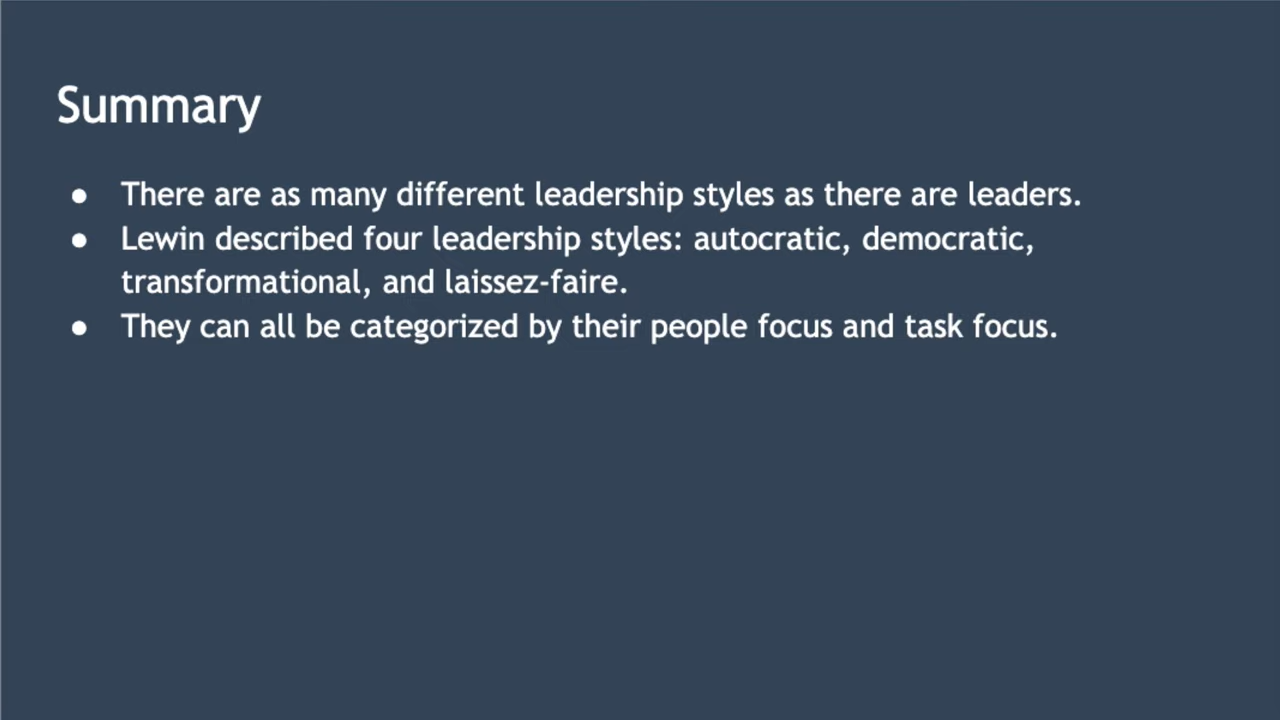 Summary
● There are as many different leadership styles as there are leaders.
● Lewin described four leadership styles: autocratic, democratic,
transformational, and laissez-faire.
● They can all be categorized by their people focus and task focus.